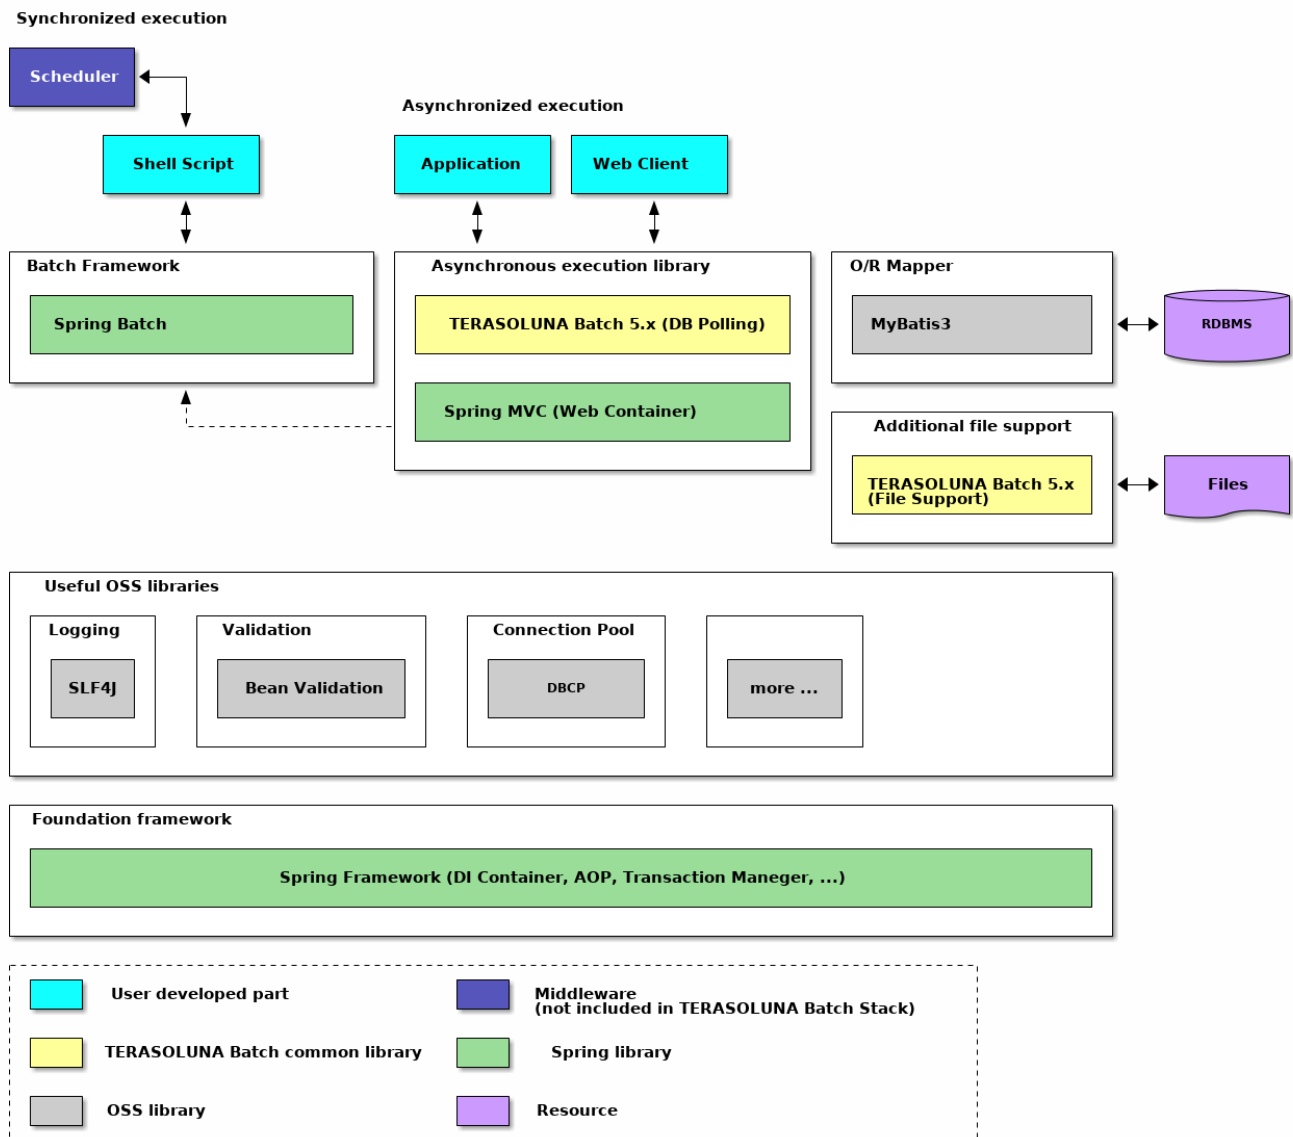 Synchronized execution
Scheduler
Asynchronized execution
Shell Script
Application
Web Client
Batch Framework
Spring Batch
Asynchronous execution library
TERASOLUNA Batch 5.x (DB Polling)
Spring MVC (Web Container)
O/R Mapper
MyBatis3
RDBMS
Additional file support
TERASOLUNA Batch 5.x
(File Support)
Files
Useful OSS libraries
Logging
SLF4J
Validation
Bean Validation
Connection Pool
DBCP
more ...
Foundation framework
Spring Framework (DI Container, AOP, Transaction Maneger, ...)
User developed part
Middleware
(not included in TERASOLUNA Batch Stack)
TERASOLUNA Batch common library
Spring library
OSS library
Resource